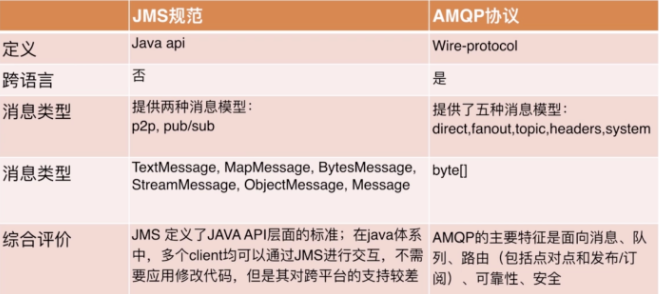 JMS规范 AMQP协议
定义 Java api Wire-protocol
跨语言 否 是
消息类型 提供两种消息模型： 提供了五种消息模型：
p2p, pub/sub direct,fanout,topic,headers,system
消息类型 TextMessage, MapMessage, BytesMessage, byte[]
StreamMessage, ObjectMessage, Message
综合评价 JMS 定义了JAVA API层面的标准；在java体系 AMQP的主要特征是面向消息、队
中，多个client均可以通过JMS进行交互，不需 列、路由（包括点对点和发布/订
要应用修改代码，但是其对跨平台的支持较差 阅）、可靠性、安全